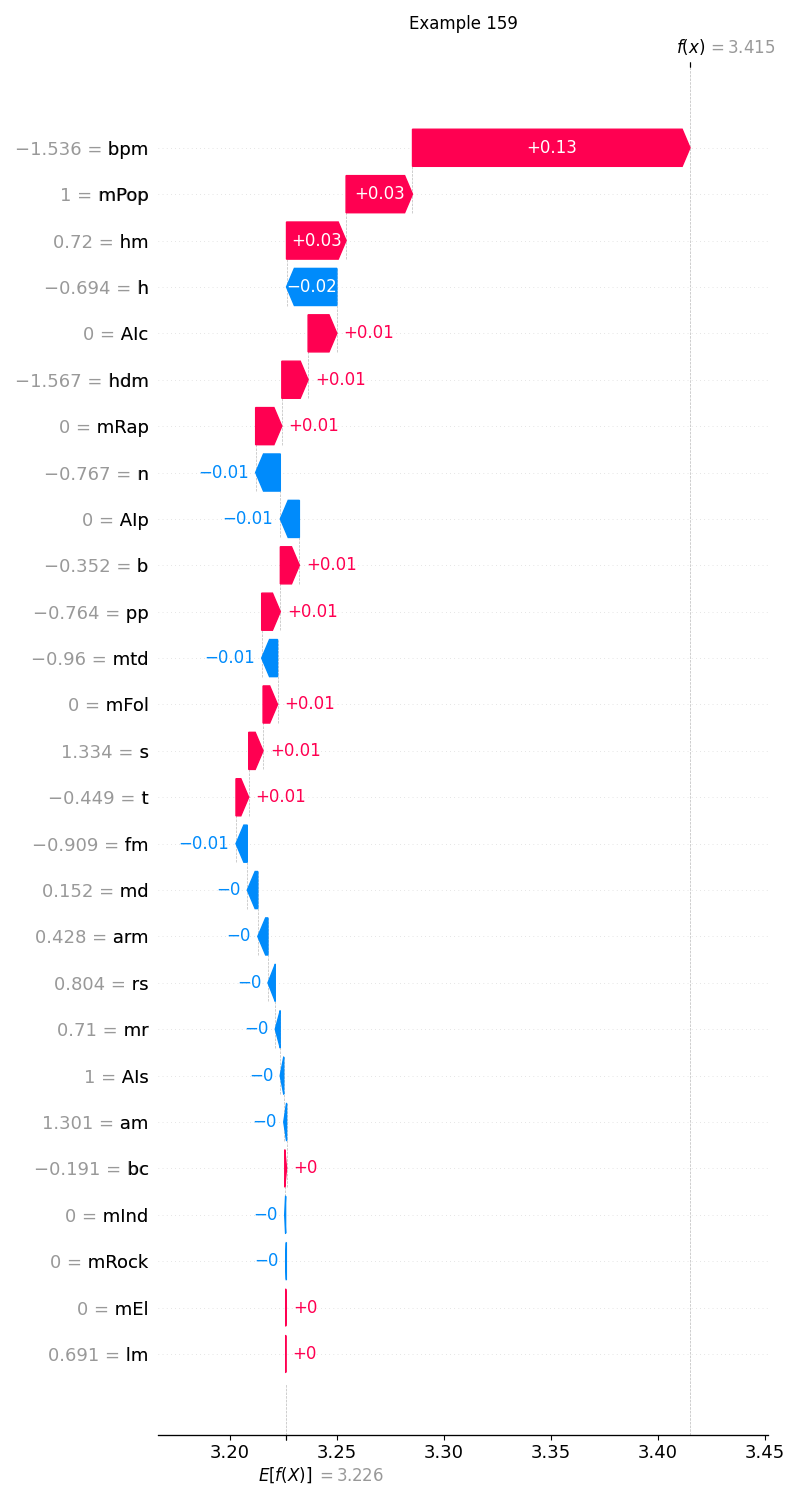 Example 159
f(x) = 3.415
−1.536 = bpm +0.13
1 = mPop +0.03
0.72 = hm +0.03
−0.694 = h −0.02
0 = AIc +0.01
−1.567 = hdm +0.01
0 = mRap +0.01
−0.767 = n −0.01
0 = AIp −0.01
−0.352 = b +0.01
−0.764 = pp +0.01
−0.96 = mtd −0.01
0 = mFol +0.01
1.334 = s +0.01
−0.449 = t +0.01
−0.909 = fm −0.01
0.152 = md −0
0.428 = arm −0
0.804 = rs −0
0.71 = mr −0
1 = AIs −0
1.301 = am −0
−0.191 = bc +0
0 = mInd −0
0 = mRock −0
0 = mEl +0
0.691 = lm +0
3.20 3.25 3.30 3.35 3.40 3.45
E[f(X)] = 3.226